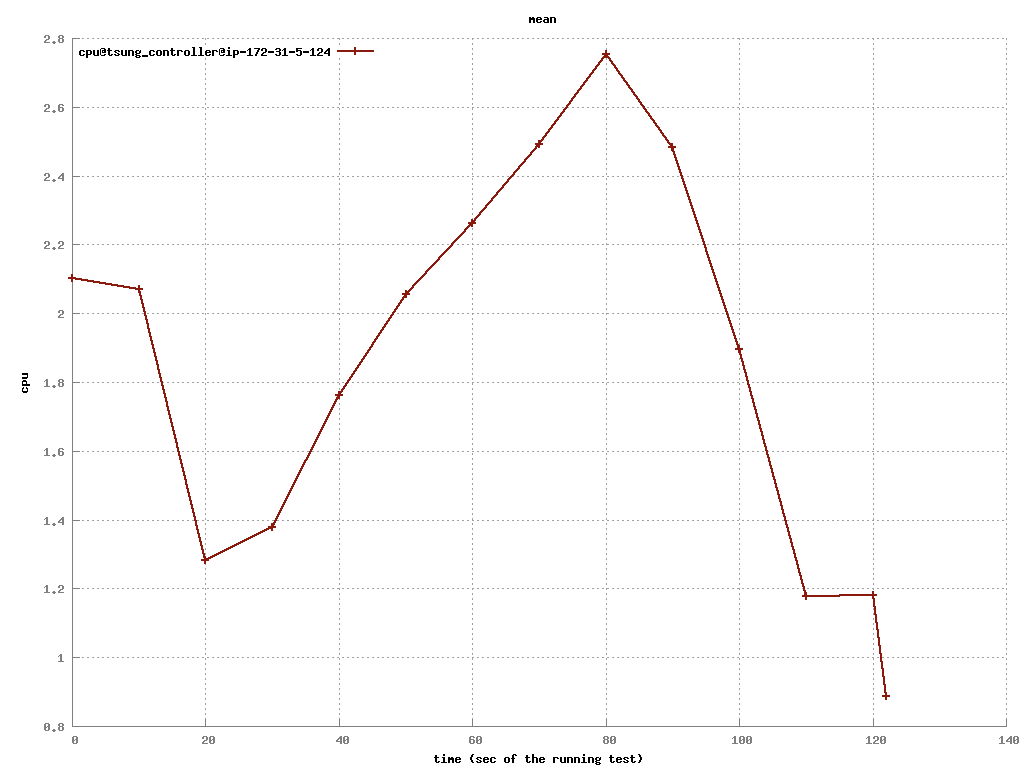 mean
2.8
cpu@tsung_controller@ip-172-31-5-124
2.6
2.4
2.2
2
1.8
cpu
1.6
1.4
1.2
1
0.8
0 20 40 60 80 100 120 140
time (sec of the running test)